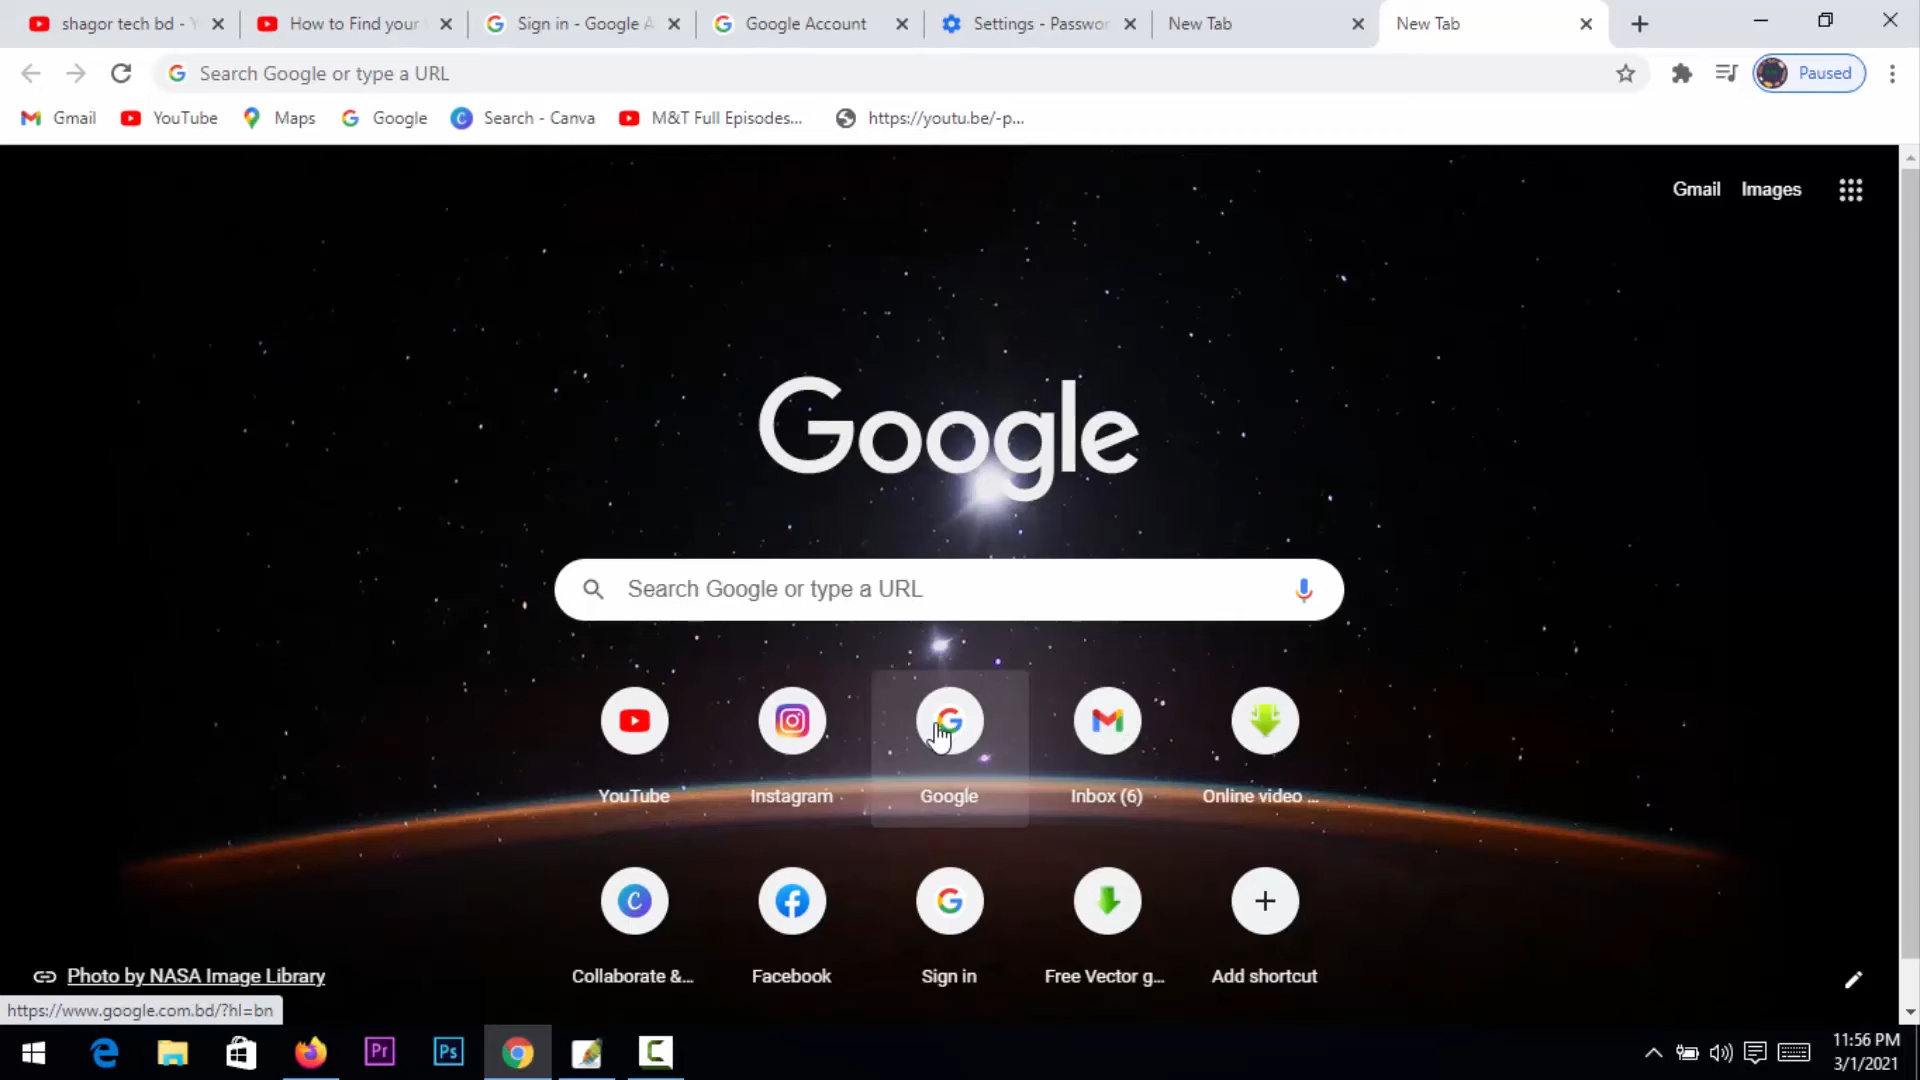 shagor tech bd - Y
How to Find your
Sign in - Google A
Google Account
Settings - Passwor
New Tab
New Tab
Search Google or type a URL
Paused
Gmail
YouTube
Maps
Google
Search - Canva
M&T Full Episodes...
https://youtu.be/-p...
Gmail
Images
Google
Search Google or type a URL
YouTube
Instagram
Google
Inbox (6)
Online video ...
Collaborate &...
Facebook
Sign in
Free Vector g...
Add shortcut
Photo by NASA Image Library
https://www.google.com.bd/?hl=bn
Pr
Ps
11:56 PM
3/1/2021